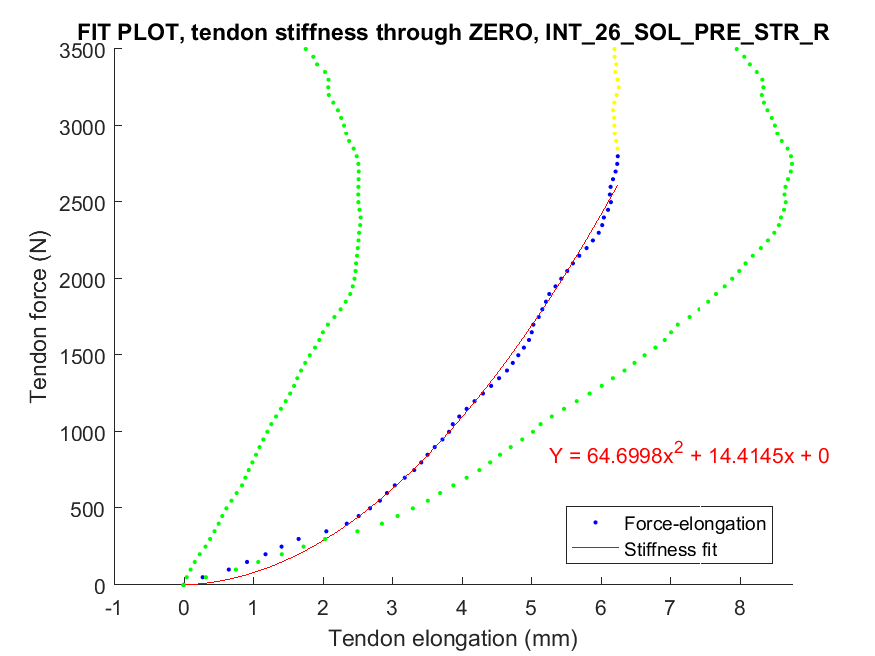 FIT PLOT, tendon stiffness through ZERO, INT_26_SOL_PRE_STR_R
3500
3000
2500
2000
1500
1000
500
0
Tendon force (N)
Y = 64.6998x² + 14.4145x + 0
Force-elongation
Stiffness fit
-1 0 1 2 3 4 5 6 7 8
Tendon elongation (mm)